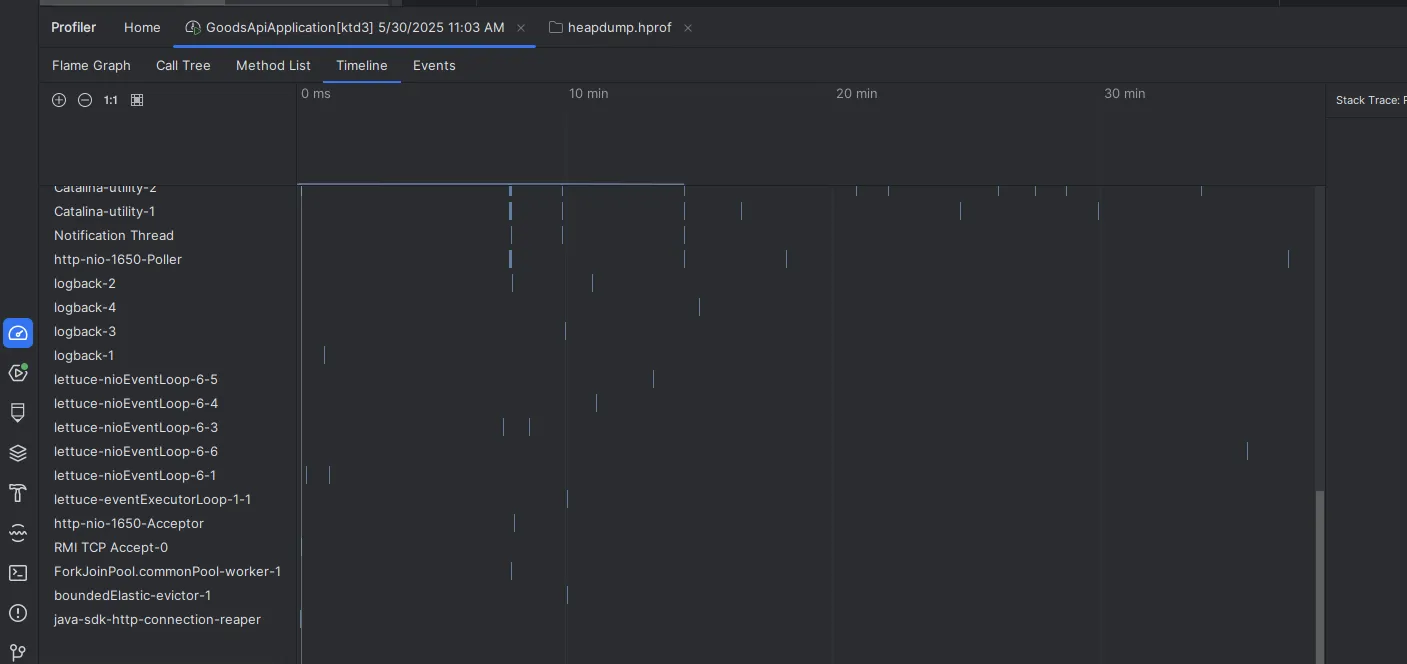 Profiler Home GoodsApiApplication[ktd3] 5/30/2025 11:03 AM heapdump.hprof
Flame Graph Call Tree Method List Timeline Events
1:1 0 ms 10 min 20 min 30 min Stack Trace:
Catalina-utility-2
Catalina-utility-1
Notification Thread
http-nio-1650-Poller
logback-2
logback-4
logback-3
logback-1
lettuce-nioEventLoop-6-5
lettuce-nioEventLoop-6-4
lettuce-nioEventLoop-6-3
lettuce-nioEventLoop-6-6
lettuce-nioEventLoop-6-1
lettuce-eventExecutorLoop-1-1
http-nio-1650-Acceptor
RMI TCP Accept-0
ForkJoinPool.commonPool-worker-1
boundedElastic-evictor-1
java-sdk-http-connection-reaper